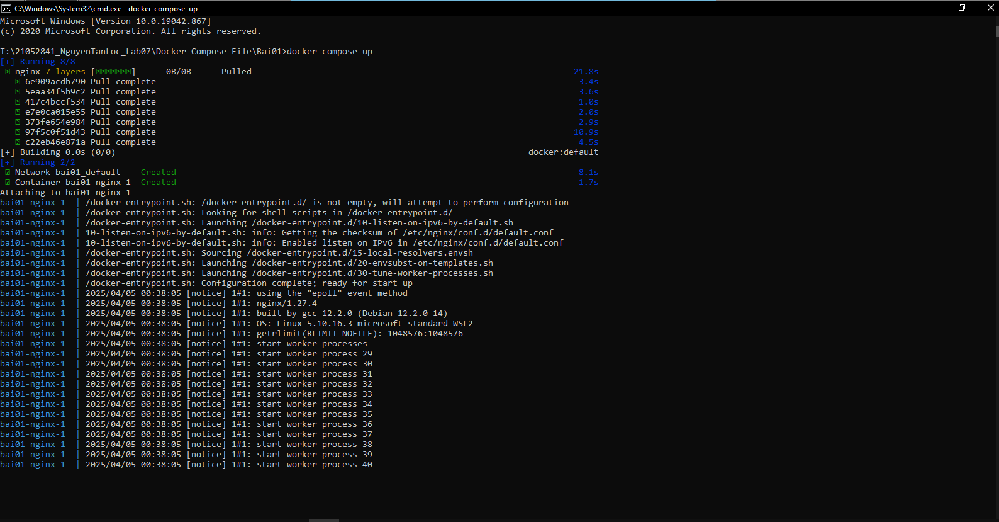 C:\Windows\System32\cmd.exe - docker-compose up
Microsoft Windows [Version 10.0.19042.867]
(c) 2020 Microsoft Corporation. All rights reserved.
T:\21052841_NguyenTanLoc_Lab07\Docker Compose File\Bai01>docker-compose up
[+] Running 8/8
nginx 7 layers [] 0B/0B Pulled 21.8s
6e909acdb790 Pull complete 3.4s
5eaa34f5b9c2 Pull complete 3.6s
417c4bccf534 Pull complete 1.0s
e7e0ca015e55 Pull complete 2.0s
373fe654e984 Pull complete 2.9s
97f5c0f51d43 Pull complete 10.9s
c22eb46e871a Pull complete 4.5s
[+] Building 0.0s (0/0) docker:default
[+] Running 2/2
Network bai01_default Created 8.1s
Container bai01-nginx-1 Created 1.7s
Attaching to bai01-nginx-1
bai01-nginx-1 | /docker-entrypoint.sh: /docker-entrypoint.d/ is not empty, will attempt to perform configuration
bai01-nginx-1 | /docker-entrypoint.sh: Looking for shell scripts in /docker-entrypoint.d/
bai01-nginx-1 | /docker-entrypoint.sh: Launching /docker-entrypoint.d/10-listen-on-ipv6-by-default.sh
bai01-nginx-1 | 10-listen-on-ipv6-by-default.sh: info: Getting the checksum of /etc/nginx/conf.d/default.conf
bai01-nginx-1 | 10-listen-on-ipv6-by-default.sh: info: Enabled listen on IPv6 in /etc/nginx/conf.d/default.conf
bai01-nginx-1 | /docker-entrypoint.sh: Sourcing /docker-entrypoint.d/15-local-resolvers.envsh
bai01-nginx-1 | /docker-entrypoint.sh: Launching /docker-entrypoint.d/20-envsubst-on-templates.sh
bai01-nginx-1 | /docker-entrypoint.sh: Launching /docker-entrypoint.d/30-tune-worker-processes.sh
bai01-nginx-1 | /docker-entrypoint.sh: Configuration complete; ready for start up
bai01-nginx-1 | 2025/04/05 00:38:05 [notice] 1#1: using the "epoll" event method
bai01-nginx-1 | 2025/04/05 00:38:05 [notice] 1#1: nginx/1.27.4
bai01-nginx-1 | 2025/04/05 00:38:05 [notice] 1#1: built by gcc 12.2.0 (Debian 12.2.0-14)
bai01-nginx-1 | 2025/04/05 00:38:05 [notice] 1#1: OS: Linux 5.10.16.3-microsoft-standard-WSL2
bai01-nginx-1 | 2025/04/05 00:38:05 [notice] 1#1: getrlimit(RLIMIT_NOFILE): 1048576:1048576
bai01-nginx-1 | 2025/04/05 00:38:05 [notice] 1#1: start worker processes
bai01-nginx-1 | 2025/04/05 00:38:05 [notice] 1#1: start worker process 29
bai01-nginx-1 | 2025/04/05 00:38:05 [notice] 1#1: start worker process 30
bai01-nginx-1 | 2025/04/05 00:38:05 [notice] 1#1: start worker process 31
bai01-nginx-1 | 2025/04/05 00:38:05 [notice] 1#1: start worker process 32
bai01-nginx-1 | 2025/04/05 00:38:05 [notice] 1#1: start worker process 33
bai01-nginx-1 | 2025/04/05 00:38:05 [notice] 1#1: start worker process 34
bai01-nginx-1 | 2025/04/05 00:38:05 [notice] 1#1: start worker process 35
bai01-nginx-1 | 2025/04/05 00:38:05 [notice] 1#1: start worker process 36
bai01-nginx-1 | 2025/04/05 00:38:05 [notice] 1#1: start worker process 37
bai01-nginx-1 | 2025/04/05 00:38:05 [notice] 1#1: start worker process 38
bai01-nginx-1 | 2025/04/05 00:38:05 [notice] 1#1: start worker process 39
bai01-nginx-1 | 2025/04/05 00:38:05 [notice] 1#1: start worker process 40